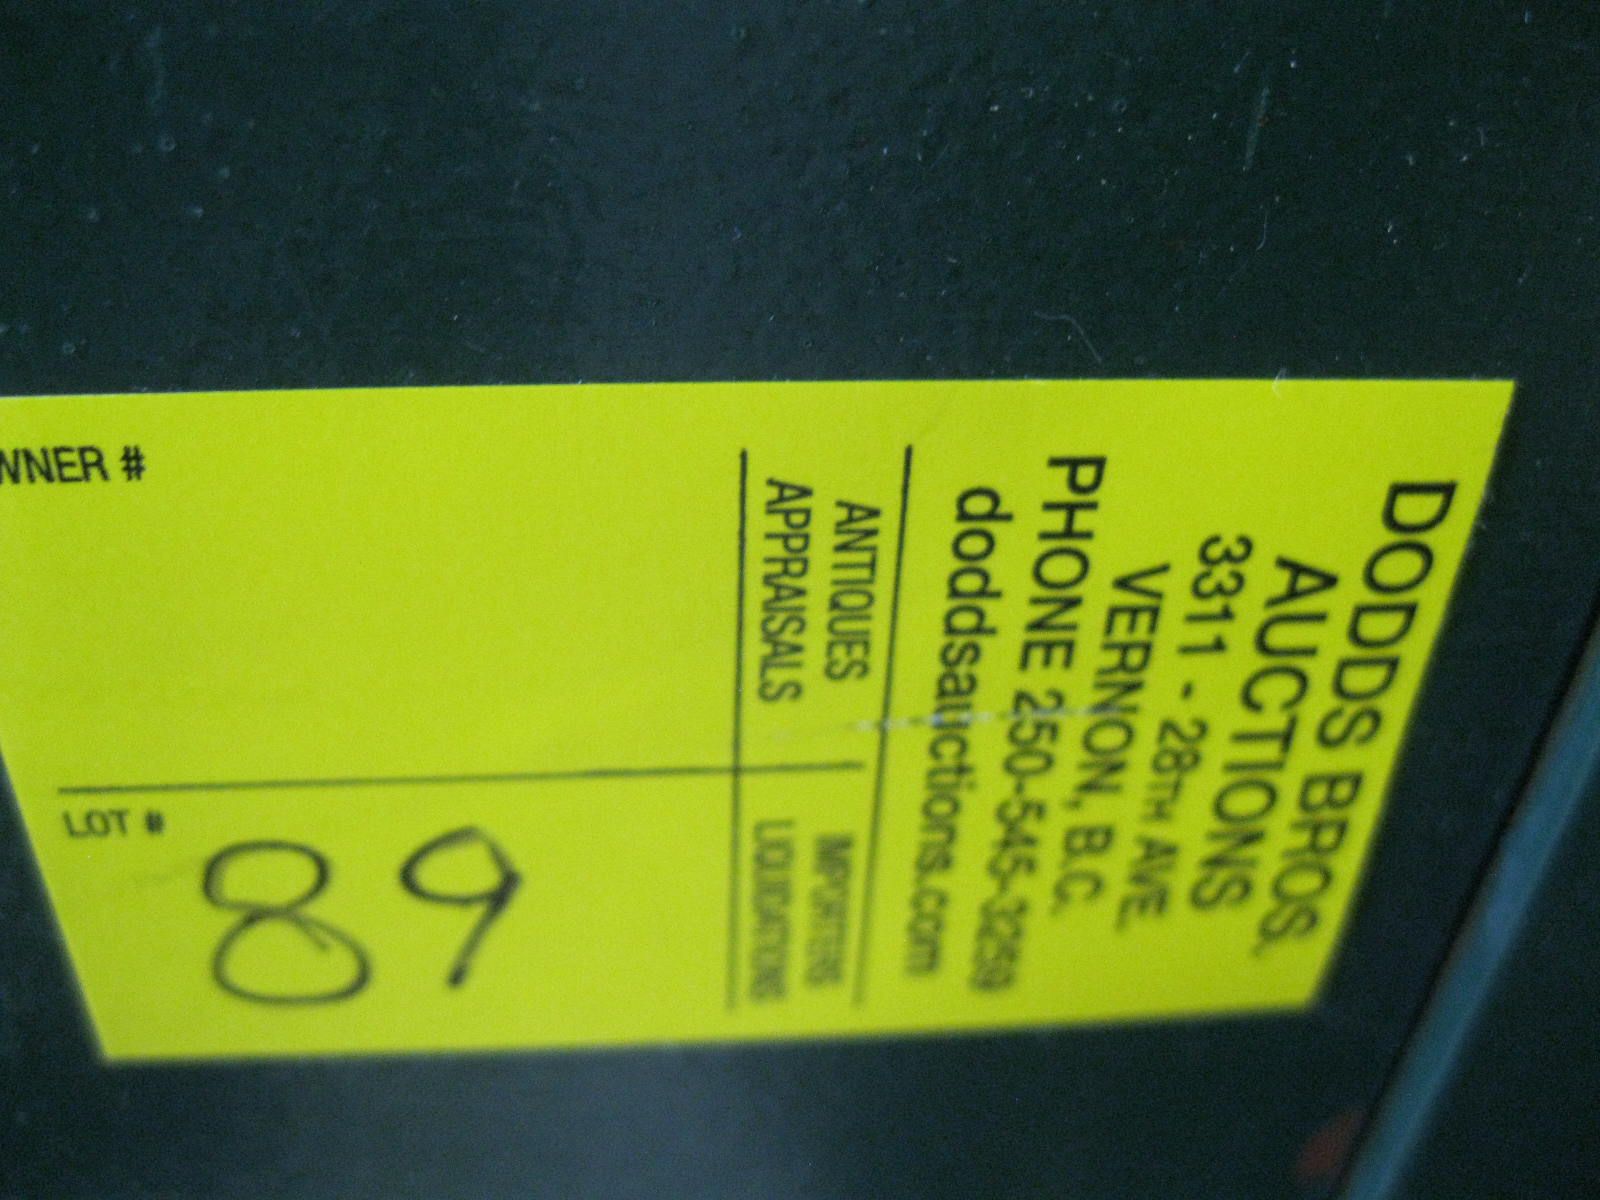 DODDS BROS.
AUCTIONS
3311 - 28TH AVE.
VERNON, B.C.
PHONE 250-545-3259
doddsauctions.com
ANTIQUES
APPRAISALS
IMPORTERS
LIQUIDATIONS
WNER #
LOT #
89